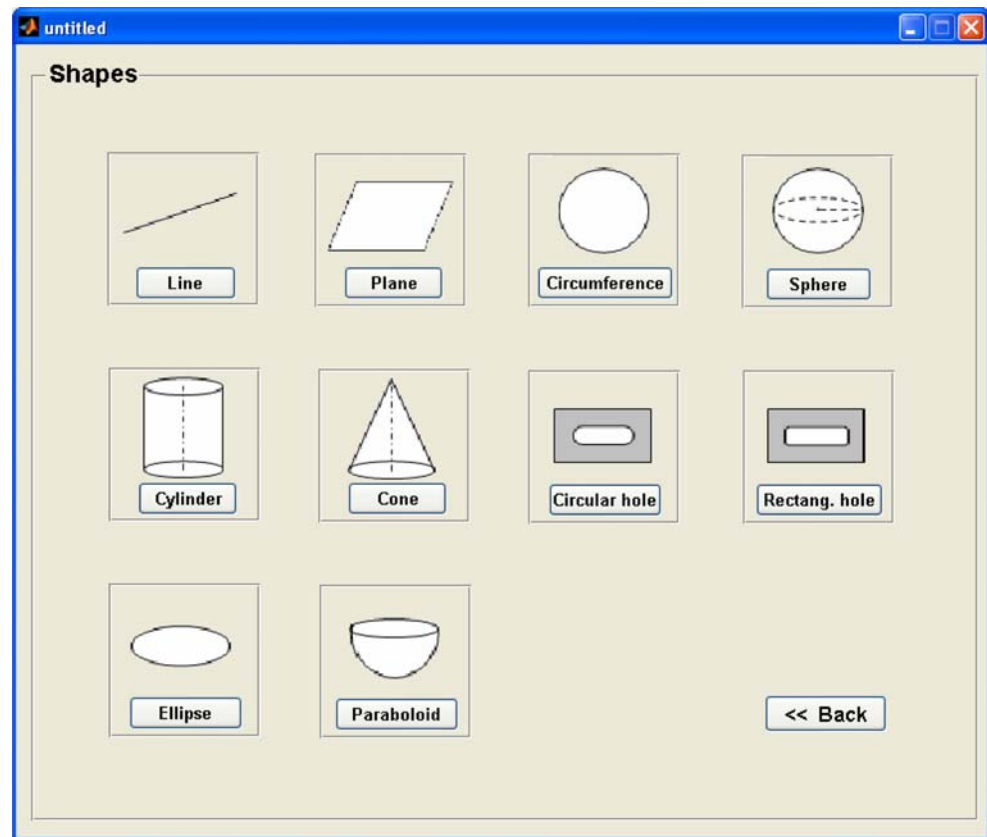 untitled
Shapes
Line
Plane
Circumference
Sphere
Cylinder
Cone
Circular hole
Rectang. hole
Ellipse
Paraboloid
<< Back